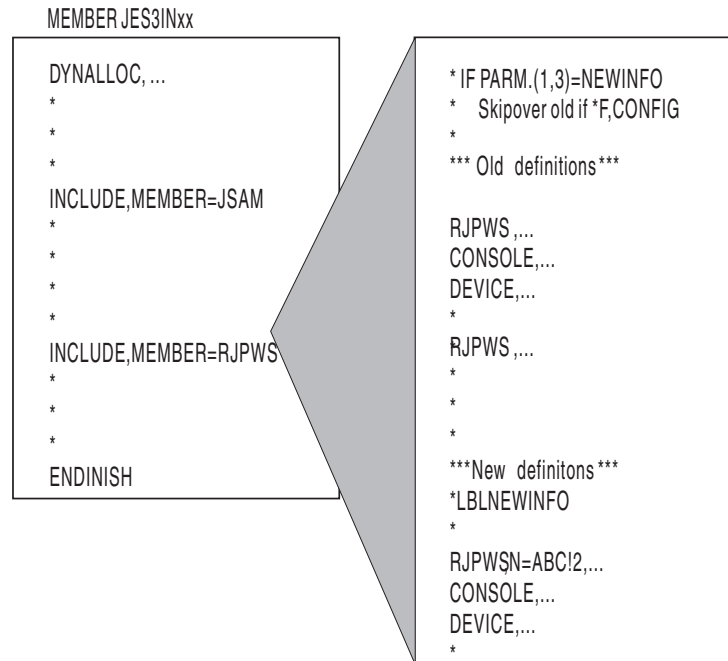 MEMBER JES3INxx
DYNALLOC, ...
*
*
*
INCLUDE,MEMBER=JSAM
*
*
*
*
INCLUDE,MEMBER=RJPWS
*
*
*
ENDINISH
* IF PARM.(1,3)=NEWINFO
* Skipover old if *F,CONFIG
*
*** Old definitions ***
RJPWS ,...
CONSOLE,...
DEVICE,...
*
RJPWS ,...
*
*
*
***New definitons ***
*LBLNEWINFO
*
RJPWS,N=ABC!2,...
CONSOLE,...
DEVICE,...
*